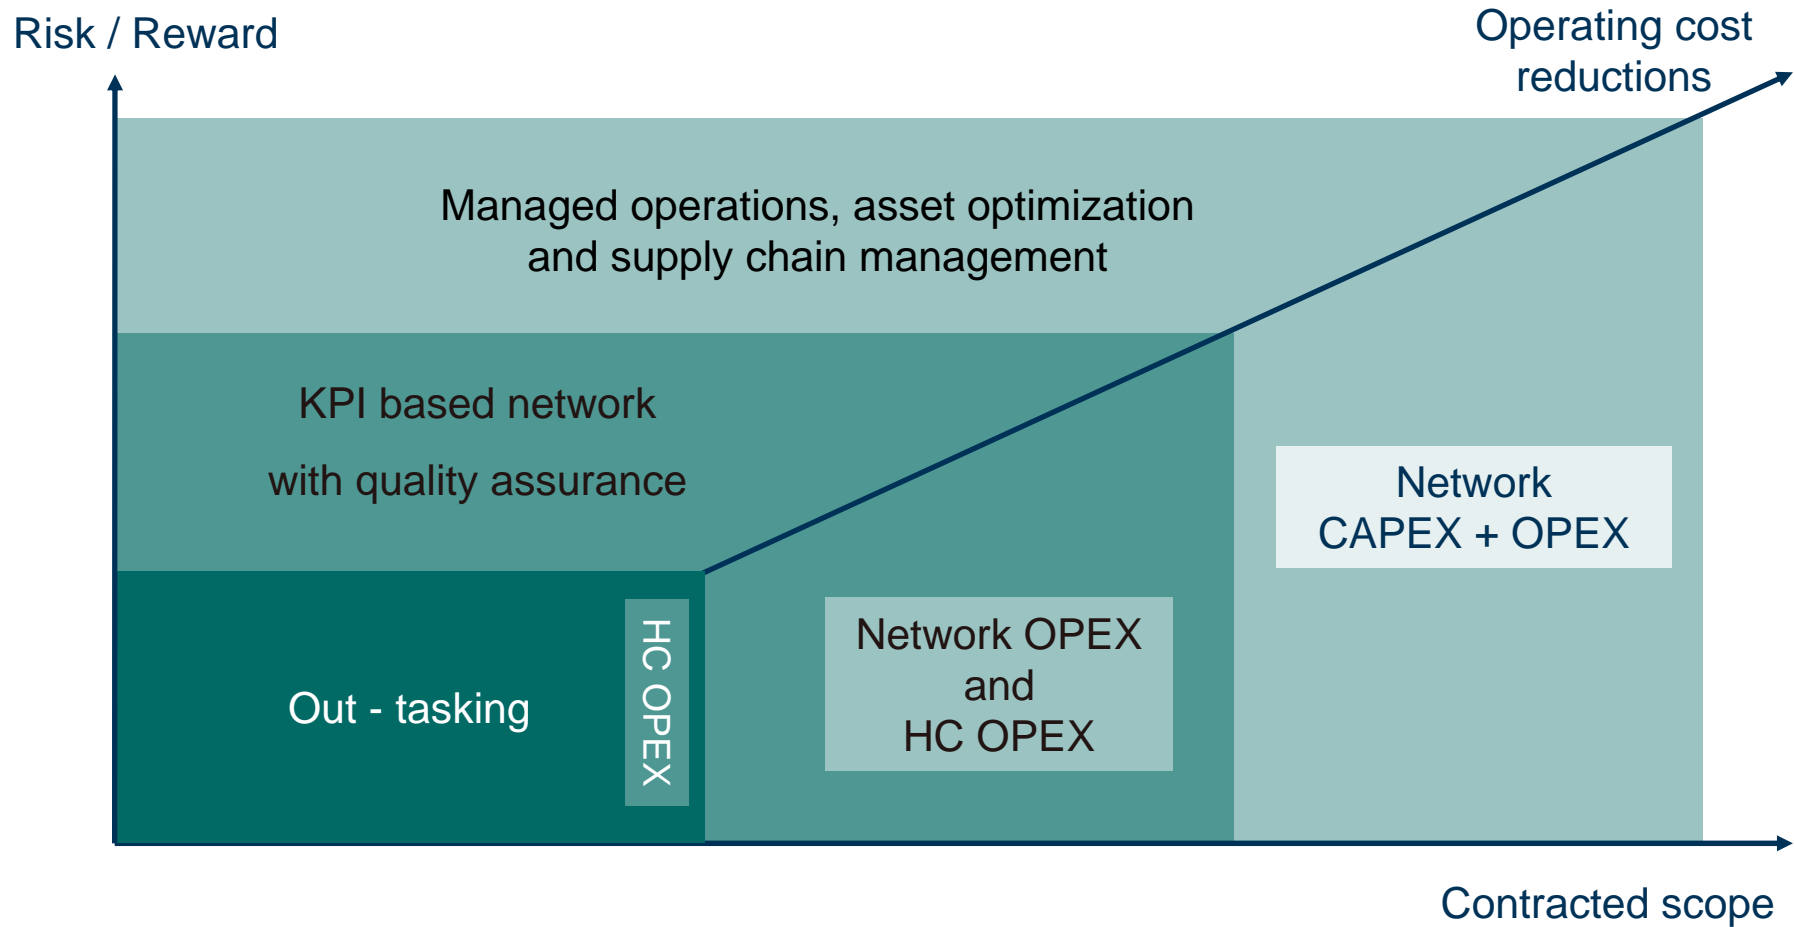 Risk / Reward
Operating cost
reductions
Managed operations, asset optimization
and supply chain management
KPI based network
with quality assurance
Network
CAPEX + OPEX
Network OPEX
and
HC OPEX
HC OPEX
Out - tasking
Contracted scope